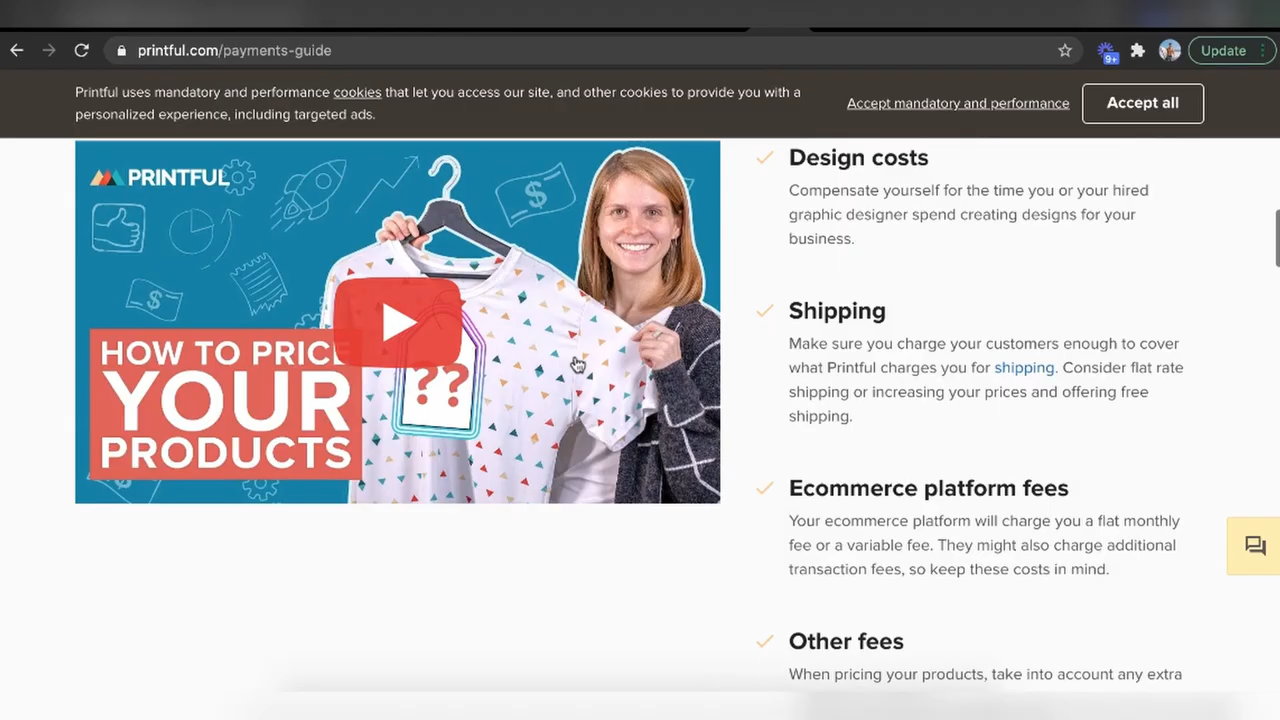 printful.com/payments-guide
9+
Update
Printful uses mandatory and performance cookies that let you access our site, and other cookies to provide you with a
personalized experience, including targeted ads.
Accept mandatory and performance
Accept all
PRINTFUL
HOW TO PRICE
YOUR
PRODUCTS
??
Design costs
Compensate yourself for the time you or your hired
graphic designer spend creating designs for your
business.
Shipping
Make sure you charge your customers enough to cover
what Printful charges you for shipping. Consider flat rate
shipping or increasing your prices and offering free
shipping.
Ecommerce platform fees
Your ecommerce platform will charge you a flat monthly
fee or a variable fee. They might also charge additional
transaction fees, so keep these costs in mind.
Other fees
When pricing your products, take into account any extra